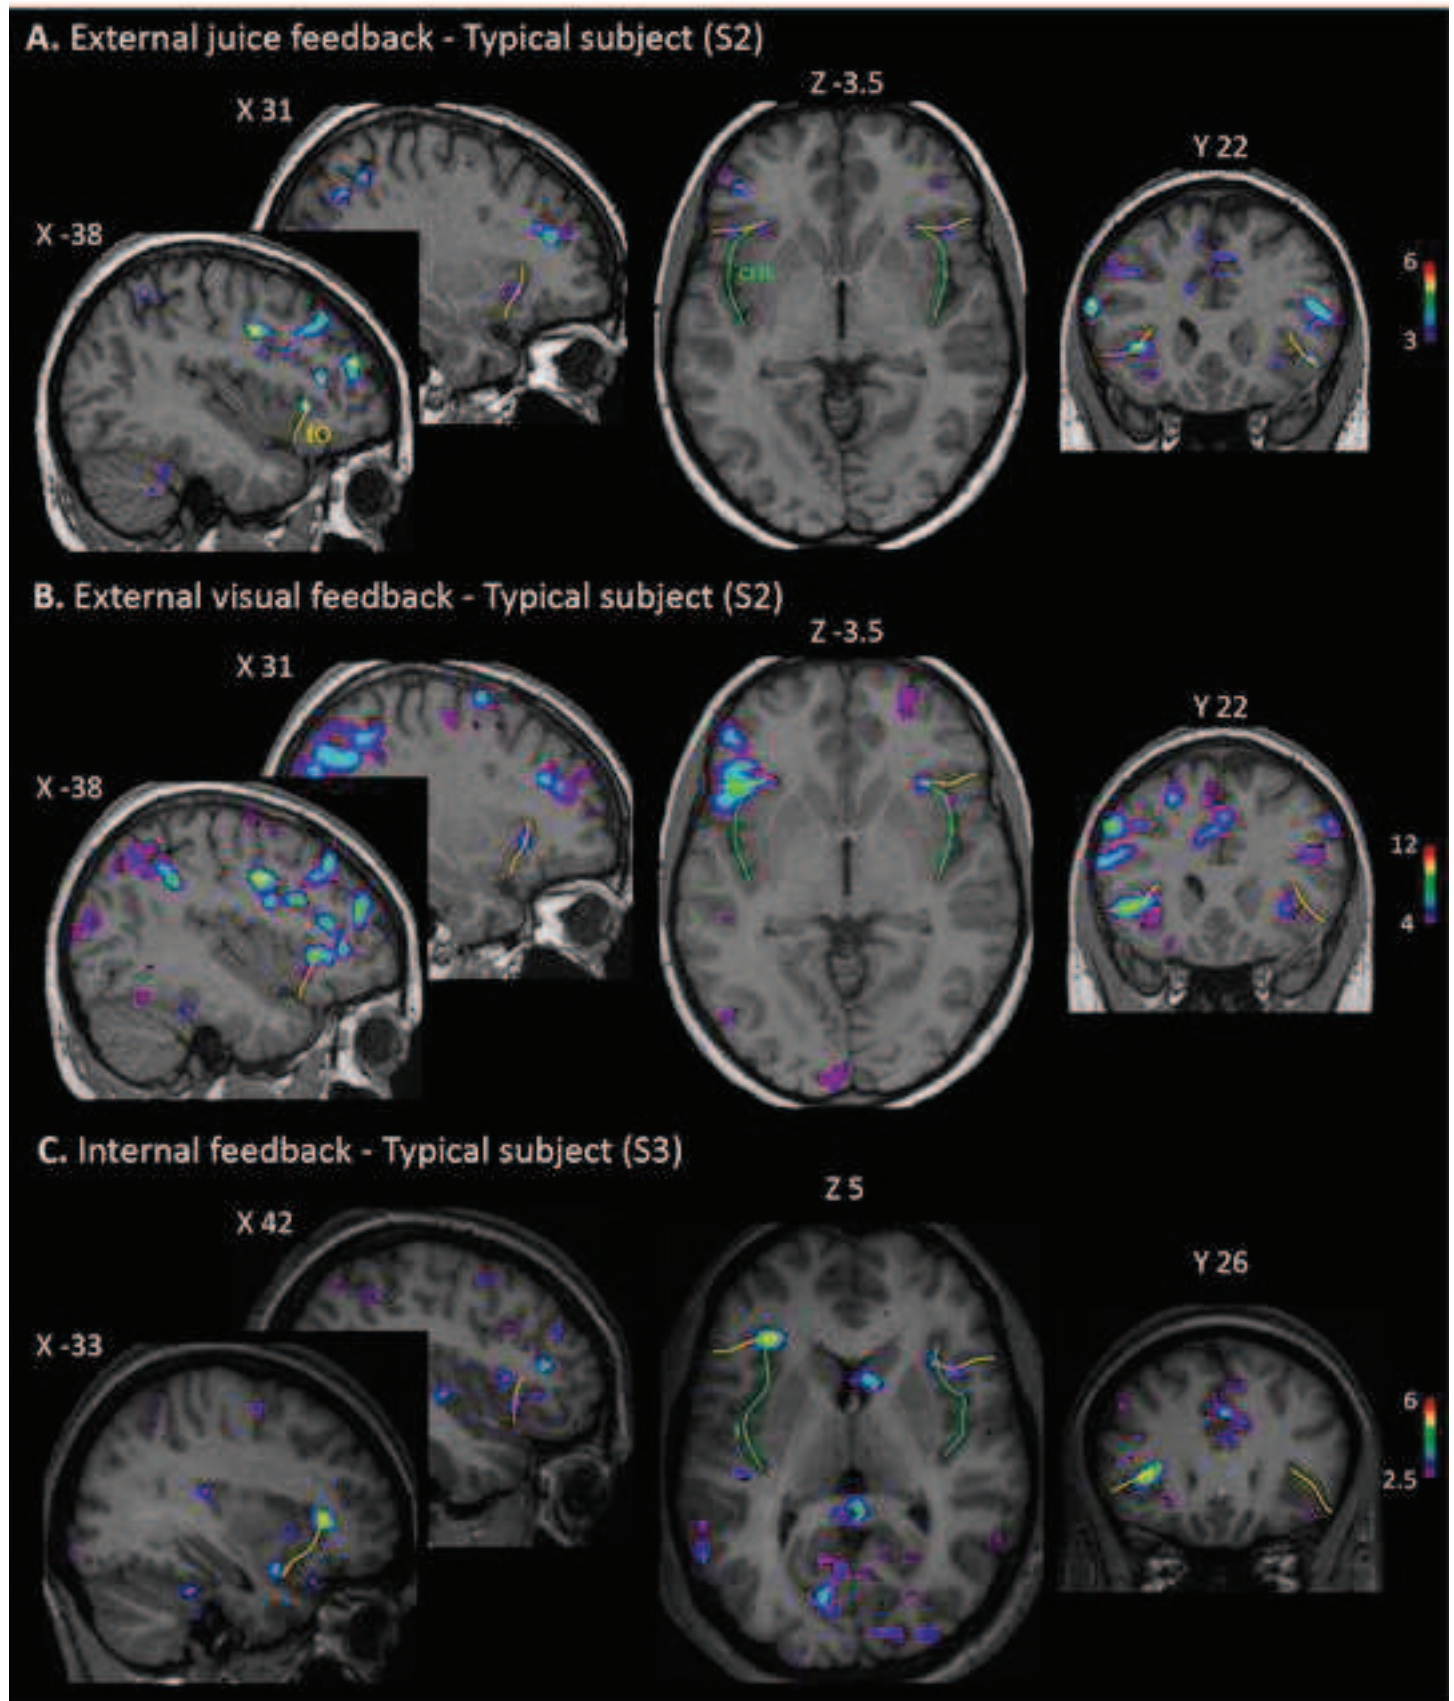 A. External juice feedback - Typical subject (S2)
Z -3.5
X 31
Y 22
X -38
6
3
fO
B. External visual feedback - Typical subject (S2)
Z -3.5
X 31
Y 22
X -38
12
4
C. Internal feedback - Typical subject (S3)
Z 5
X 42
Y 26
X -33
6
2.5